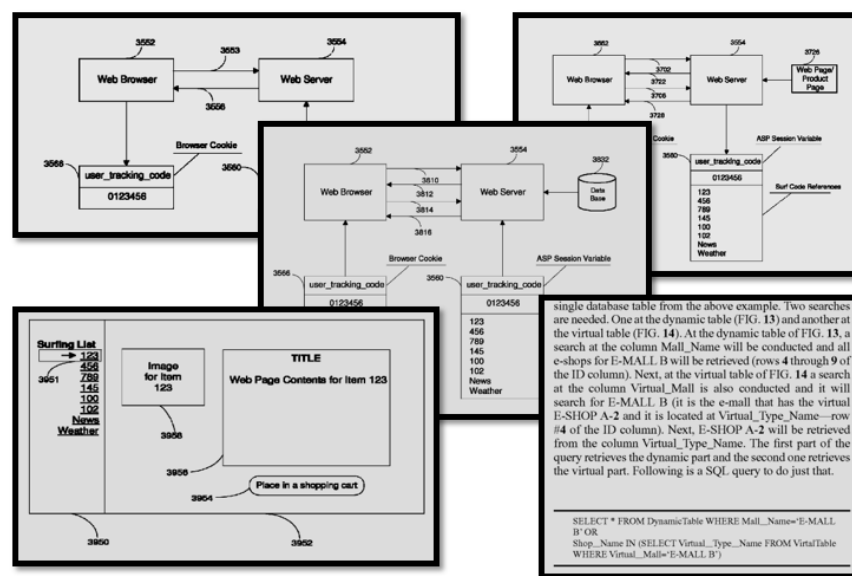 3552
3553
3554
Web Browser
Web Server
3556
Browser Cookie
3568
3560
user_tracking_code
0123456
3552
3554
3726
3702
Web Browser
3722
Web Server
Web Page/
Product
Page
3706
3728
Cookie
ASP Session Variable
3560
user_tracking_code
0123456
123
456
789
145
100
102
News
Weather
Surf Code References
3552
3554
3832
3810
Web Browser
3812
Web Server
Data
Base
3814
3816
Browser Cookie
ASP Session Variable
3566
3560
user_tracking_code
user_tracking_code
0123456
0123456
123
456
789
145
100
102
News
Weather
Surfing List
123
456
789
145
100
102
News
Weather
3951
Image
for Item
123
3958
TITLE
Web Page Contents for Item 123
3956
3954
Place in a shopping cart
3950
3952
single database table from the above example. Two searches
are needed. One at the dynamic table (FIG. 13) and another at
the virtual table (FIG. 14). At the dynamic table of FIG. 13, a
search at the column Mall_Name will be conducted and all
e-shops for E-MALL B will be retrieved (rows 4 through 9 of
the ID column). Next, at the virtual table of FIG. 14 a search
at the column Virtual_Mall is also conducted and it will
search for E-MALL B (it is the e-mall that has the virtual
E-SHOP A-2 and it is located at Virtual_Type_Name—row
#4 of the ID column). Next, E-SHOP A-2 will be retrieved
from the column Virtual_Type_Name. The first part of the
query retrieves the dynamic part and the second one retrieves
the virtual part. Following is a SQL query to do just that.
SELECT * FROM DynamicTable WHERE Mall_Name='E-MALL
B' OR
Shop_Name IN (SELECT Virtual_Type_Name FROM VirtalTable
WHERE Virtual_Mall='E-MALL B')